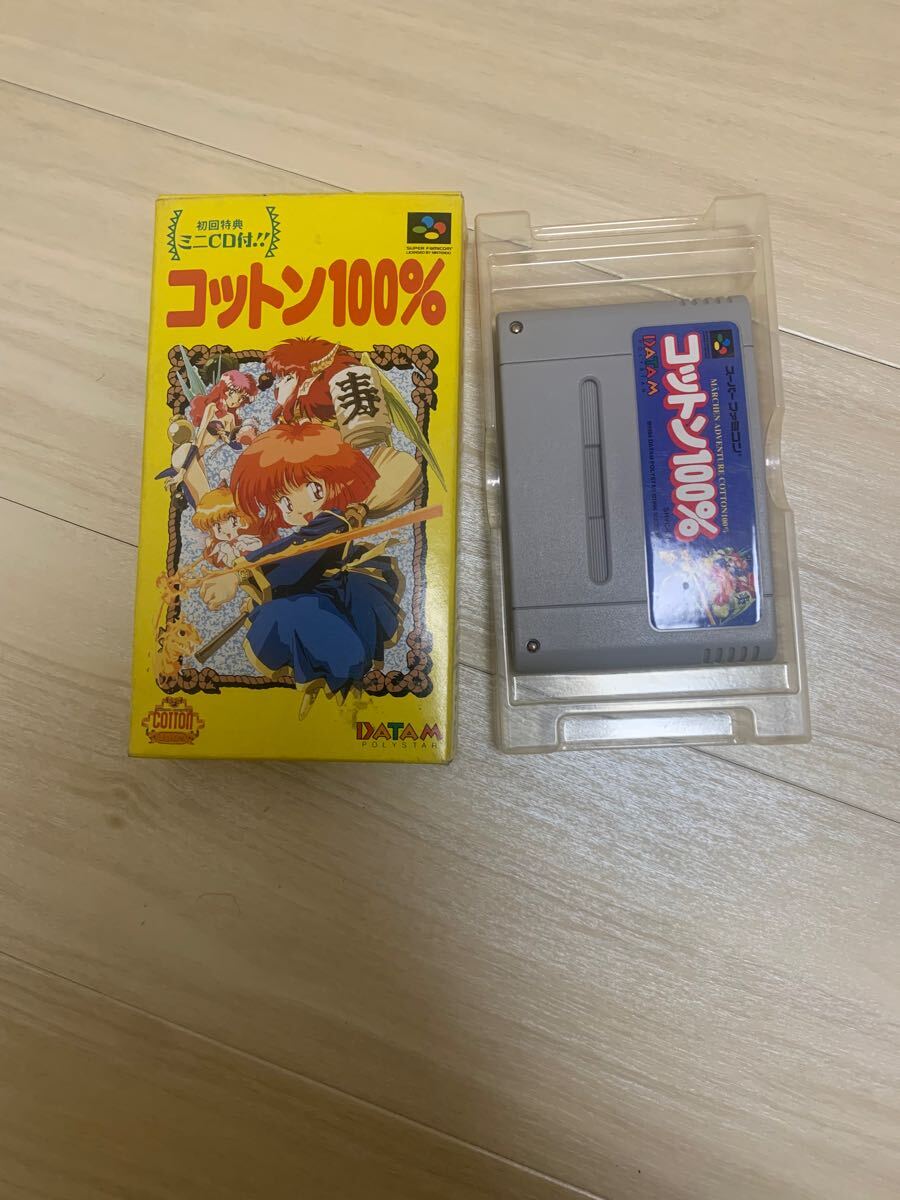 初回特典
ミニCD付!!
SUPER FAMICOM
LICENSED BY NINTENDO
コットン100%
寿
COTTON
DATAM
POLYSTAR
スーパーファミコン
コットン100%
MÄRCHEN ADVENTURE COTTON 100%
DATAM
POLYSTAR